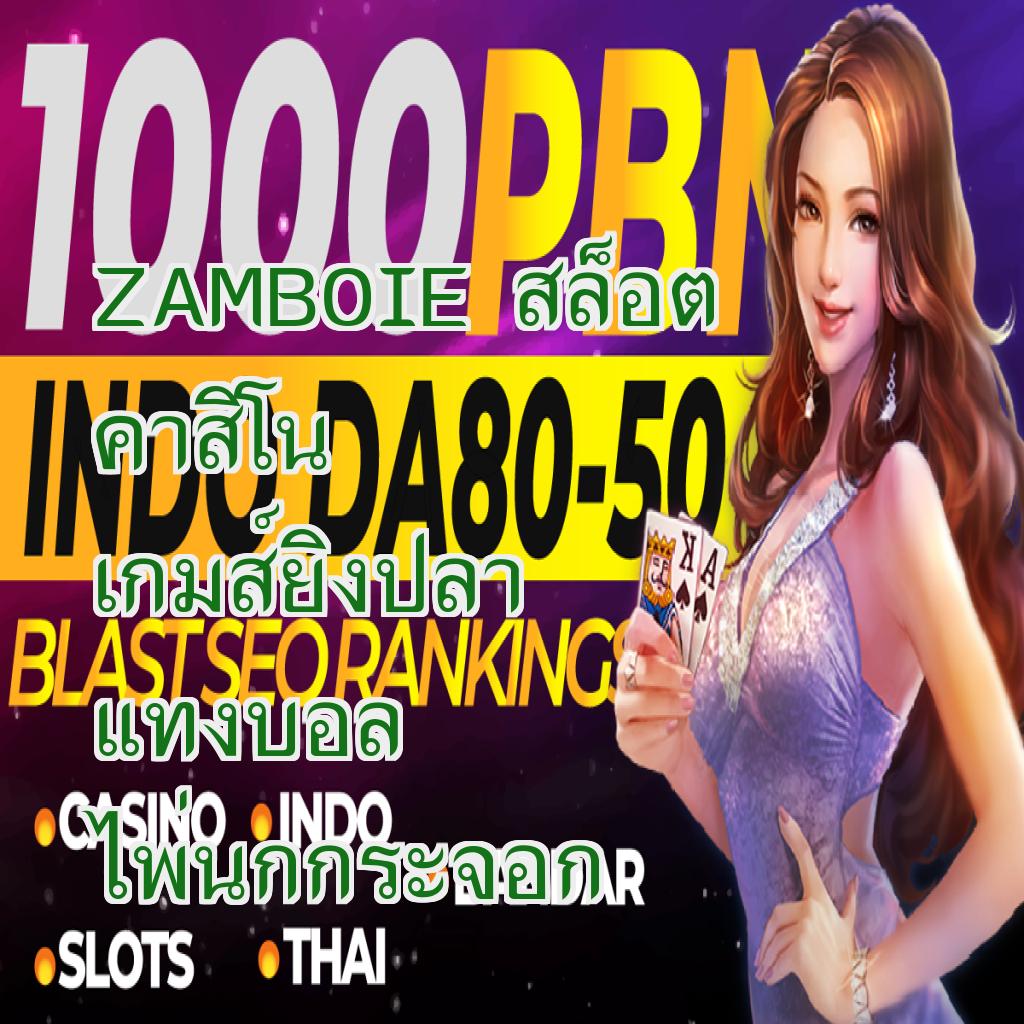 1000PBN
ZAMBOIE สล็อต
INDO DA80-50
คาสิโน
เกมส์ยิงปลา
BLAST SEO RANKINGS
แทงบอล
CASINO
INDO
ไพ่นกกระจอก
SLOTS
THAI